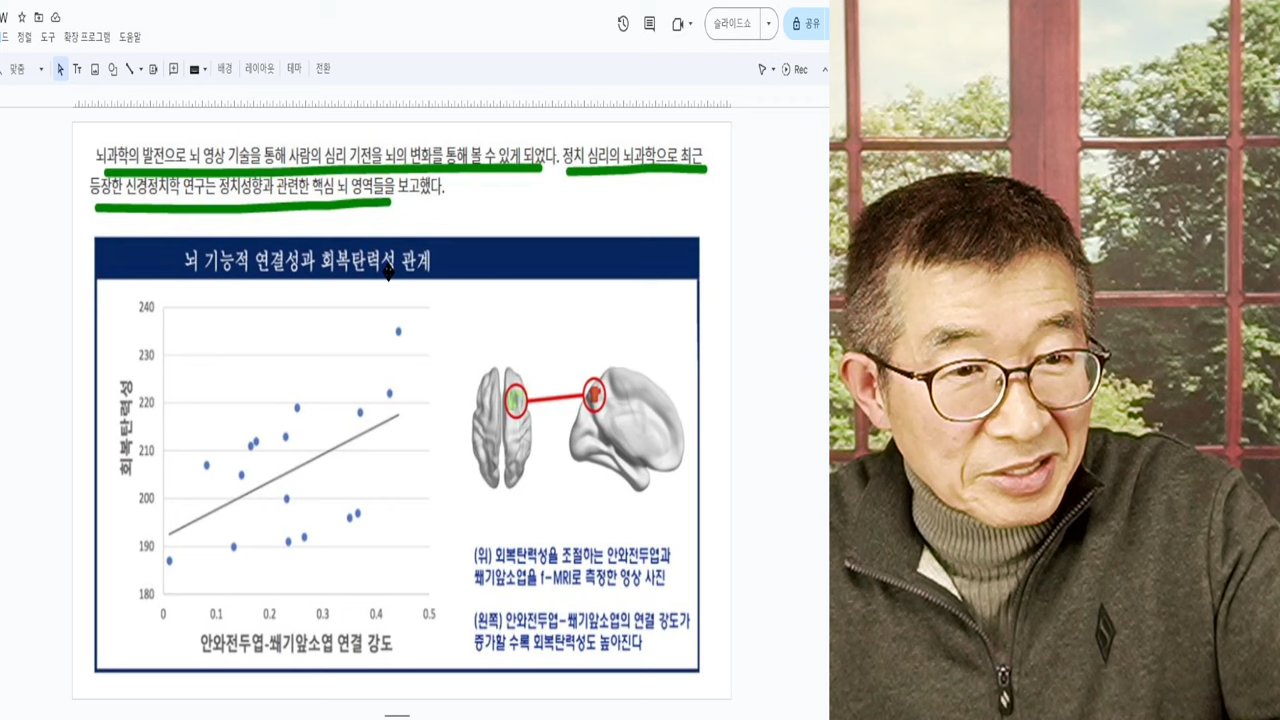 W
드 정렬 도구 확장 프로그램 도움말
슬라이드쇼
공유
맞춤
Tт
배경 레이아웃 테마 전환
Rec
뇌과학의 발전으로 뇌 영상 기술을 통해 사람의 심리 기전을 뇌의 변화를 통해 볼 수 있게 되었다. 정치 심리의 뇌과학으로 최근
등장한 신경정치학 연구는 정치성향과 관련한 핵심 뇌 영역들을 보고했다.
뇌 기능적 연결성과 회복탄력성 관계
240
230
220
210
200
190
180
회복탄력성
0 0.1 0.2 0.3 0.4 0.5
안와전두엽-쐐기앞소엽 연결 강도
(위) 회복탄력성을 조절하는 안와전두엽과
쐐기앞소엽을 f-MRI로 측정한 영상 사진
(왼쪽) 안와전두엽-쐐기앞소엽의 연결 강도가
증가할 수록 회복탄력성도 높아진다